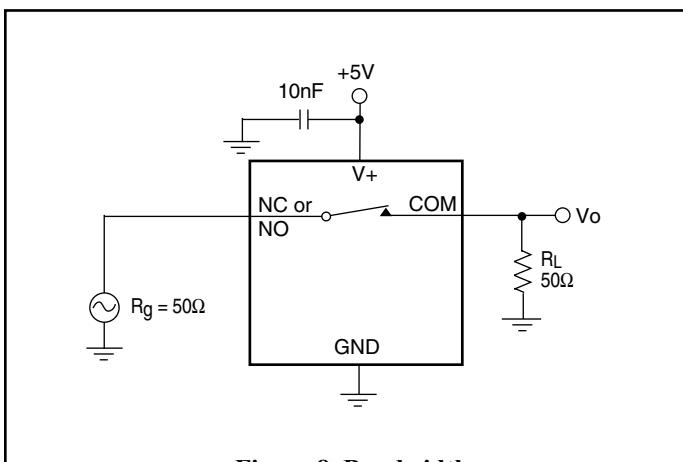 +5V
10nF
V+
NC or
NO
COM
Vo
RL
50Ω
Rg = 50Ω
GND